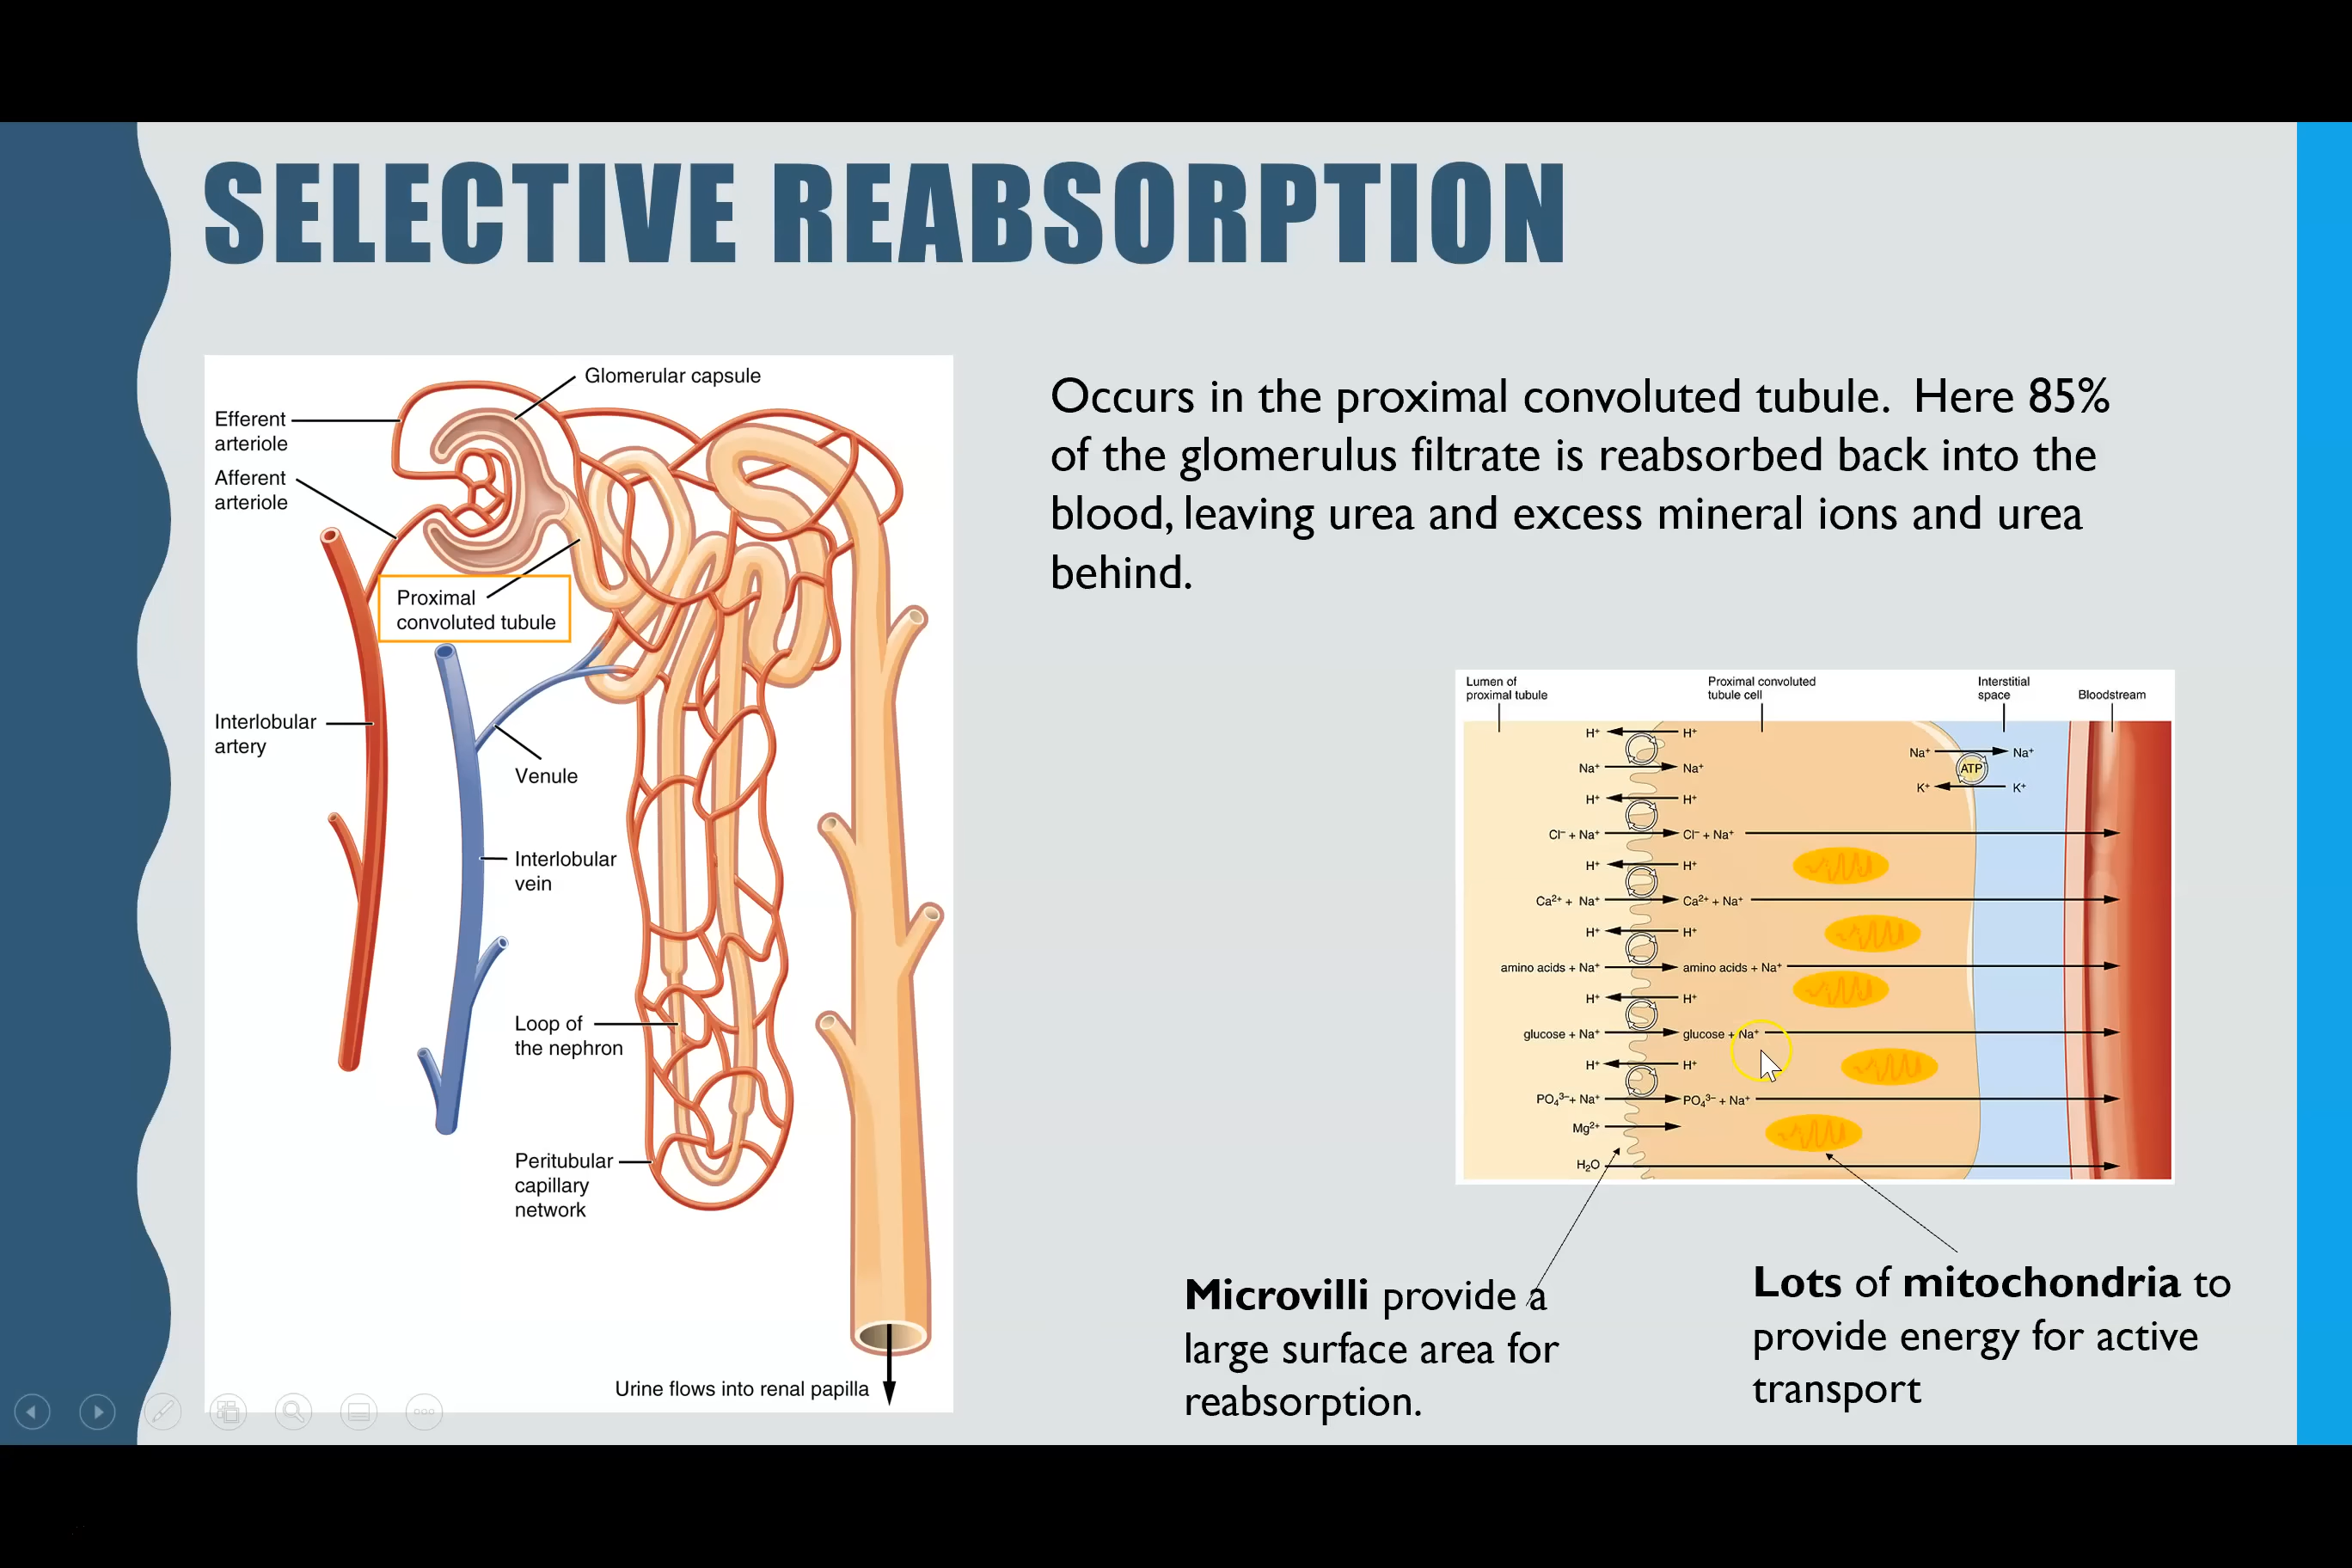 SELECTIVE REABSORPTION
Glomerular capsule
Efferent
arteriole
Afferent
arteriole
Proximal
convoluted tubule
Interlobular
artery
Venule
Interlobular
vein
Loop of
the nephron
Peritubular
capillary
network
Urine flows into renal papilla
Occurs in the proximal convoluted tubule. Here 85%
of the glomerulus filtrate is reabsorbed back into the
blood, leaving urea and excess mineral ions and urea
behind.
Lumen of
proximal tubule
Proximal convoluted
tubule cell
Interstitial
space
Bloodstream
H⁺ H⁺
Na⁺ Na⁺
Na⁺ Na⁺
ATP
K⁺ K⁺
H⁺ H⁺
Cl⁻ + Na⁺ Cl⁻ + Na⁺
H⁺ H⁺
Ca²⁺ + Na⁺ Ca²⁺ + Na⁺
H⁺ H⁺
amino acids + Na⁺ amino acids + Na⁺
H⁺ H⁺
glucose + Na⁺ glucose + Na⁺
H⁺ H⁺
PO₄³⁻ + Na⁺ PO₄³⁻ + Na⁺
Mg²⁺
H₂O
Microvilli provide a
large surface area for
reabsorption.
Lots of mitochondria to
provide energy for active
transport